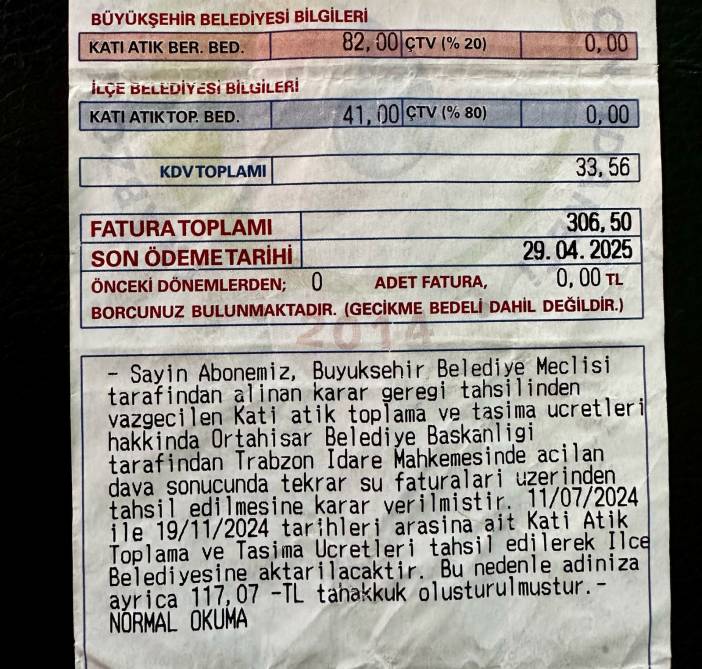 BÜYÜKŞEHİR BELEDİYESİ BİLGİLERİ
KATI ATIK BER. BED. 82,00 ÇTV (% 20) 0,00
İLÇE BELEDİYESİ BİLGİLERİ
KATI ATIK TOP. BED. 41,00 ÇTV (% 80) 0,00
KDV TOPLAMI 33,56
FATURA TOPLAMI 306,50
SON ÖDEME TARİHİ 29.04.2025
ÖNCEKİ DÖNEMLERDEN; 0 ADET FATURA, 0,00 TL
BORCUNUZ BULUNMAKTADIR. (GECİKME BEDELİ DAHİL DEĞİLDİR.)
2014
- Sayin Abonemiz, Buyuksehir Belediye Meclisi
tarafindan alinan karar geregi tahsilinden
vazgecilen Kati atik toplama ve tasima ucretleri
hakkinda Ortahisar Belediye Baskanligi
tarafindan Trabzon Idare Mahkemesinde acilan
dava sonucunda tekrar su faturalari uzerinden
tahsil edilmesine karar verilmistir. 11/07/2024
ile 19/11/2024 tarihleri arasina ait Kati Atik
Toplama ve Tasima Ucretleri tahsil edilerek Ilce
Belediyesine aktarilacaktir. Bu nedenle adiniza
ayrica 117,07 -TL tahakkuk olusturulmustur.-
NORMAL OKUMA